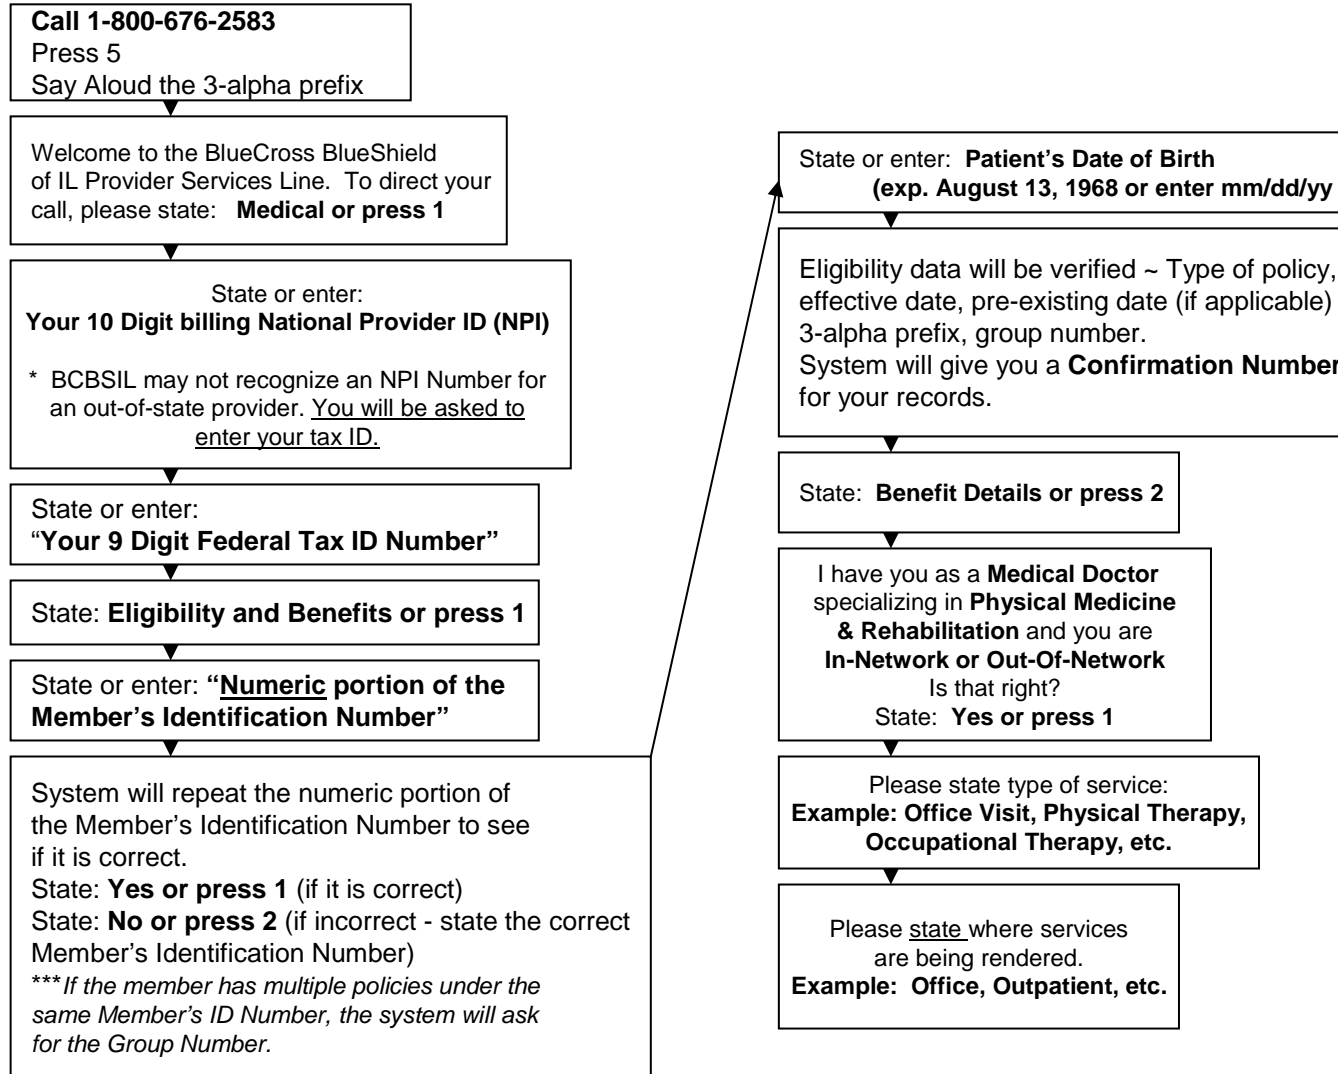 Call 1-800-676-2583
Press 5
Say Aloud the 3-alpha prefix
Welcome to the BlueCross BlueShield
of IL Provider Services Line.  To direct your
call, please state:   Medical or press 1
State or enter:
Your 10 Digit billing National Provider ID (NPI)
*  BCBSIL may not recognize an NPI Number for
an out-of-state provider. You will be asked to
enter your tax ID.
State or enter:
“Your 9 Digit Federal Tax ID Number”
State: Eligibility and Benefits or press 1
State or enter: “Numeric portion of the
Member’s Identification Number”
System will repeat the numeric portion of
the Member’s Identification Number to see
if it is correct.
State: Yes or press 1 (if it is correct)
State: No or press 2 (if incorrect - state the correct
Member’s Identification Number)
***If the member has multiple policies under the
same Member’s ID Number, the system will ask
for the Group Number.
State or enter:  Patient’s Date of Birth
(exp. August 13, 1968 or enter mm/dd/yy
Eligibility data will be verified ~ Type of policy,
effective date, pre-existing date (if applicable)
3-alpha prefix, group number.
System will give you a Confirmation Number
for your records.
State:  Benefit Details or press 2
I have you as a Medical Doctor
specializing in Physical Medicine
& Rehabilitation and you are
In-Network or Out-Of-Network
Is that right?
State:  Yes or press 1
Please state type of service:
Example: Office Visit, Physical Therapy,
Occupational Therapy, etc.
Please state where services
are being rendered.
Example:  Office, Outpatient, etc.